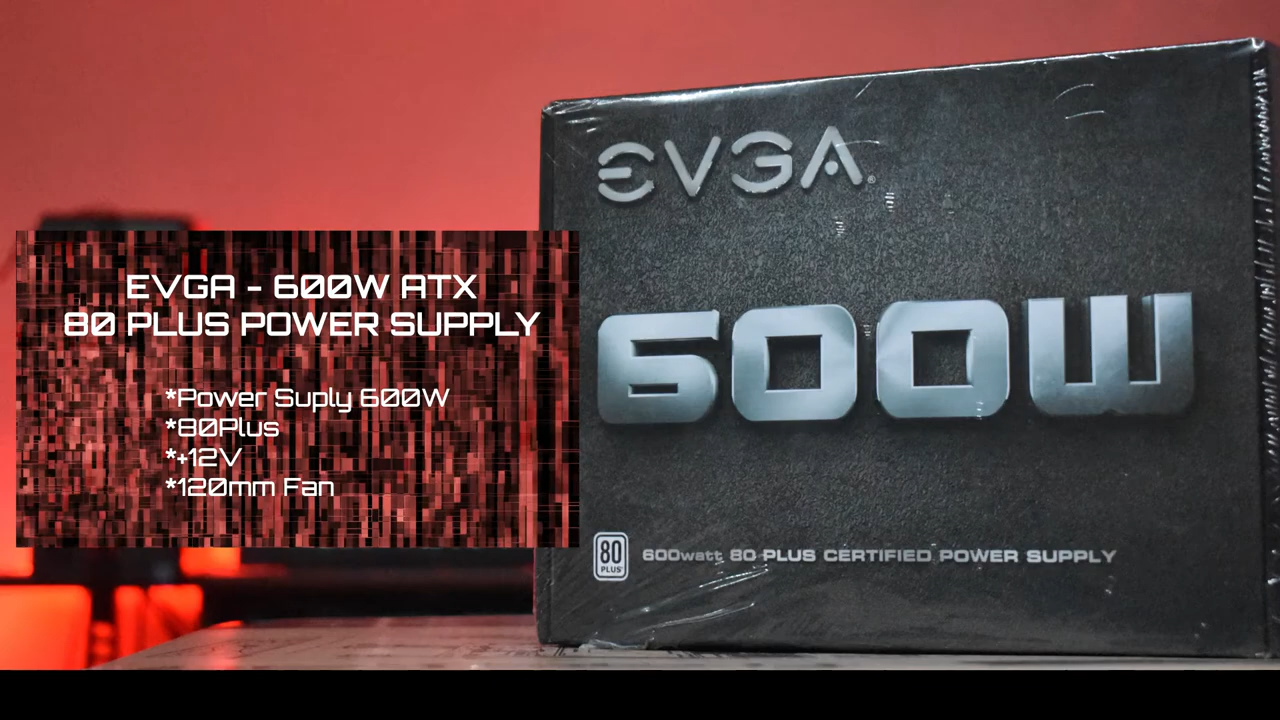 EVGA - 600W ATX
80 PLUS POWER SUPPLY
*Power Suply 600W
*80Plus
*+12V
*120mm Fan
EVGA®
600W
80
PLUS®
600watt 80 PLUS CERTIFIED POWER SUPPLY